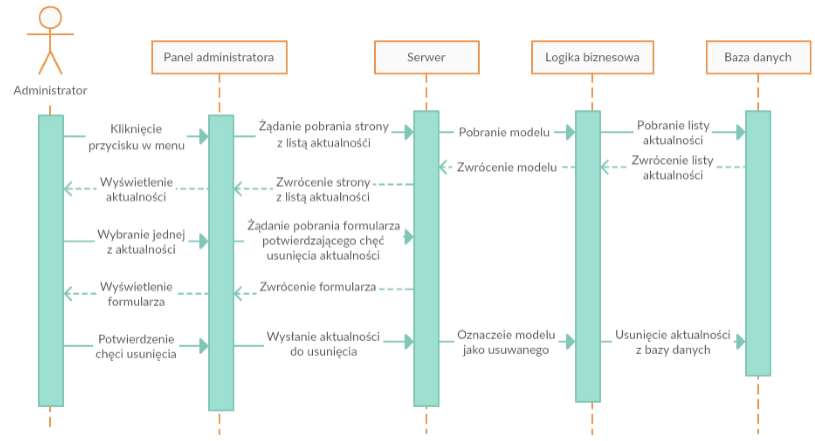 Administrator
Panel administratora
Serwer
Logika biznesowa
Baza danych
Kliknięcie
przycisku w menu
Żądanie pobrania strony
z listą aktualnośći
Pobranie modelu
Pobranie listy
aktualności
Wyświetlenie
aktualności
Zwrócenie strony
z listą aktualności
Zwrócenie modelu
Zwrócenie listy
aktualności
Wybranie jednej
z aktualności
Żądanie pobrania formularza
potwierdzającego chęć
usunięcia aktualności
Wyświetlenie
formularza
Zwrócenie formularza
Potwierdzenie
chęci usunięcia
Wysłanie aktualności
do usunięcia
Oznaczeie modelu
jako usuwanego
Usunięcie aktualności
z bazy danych